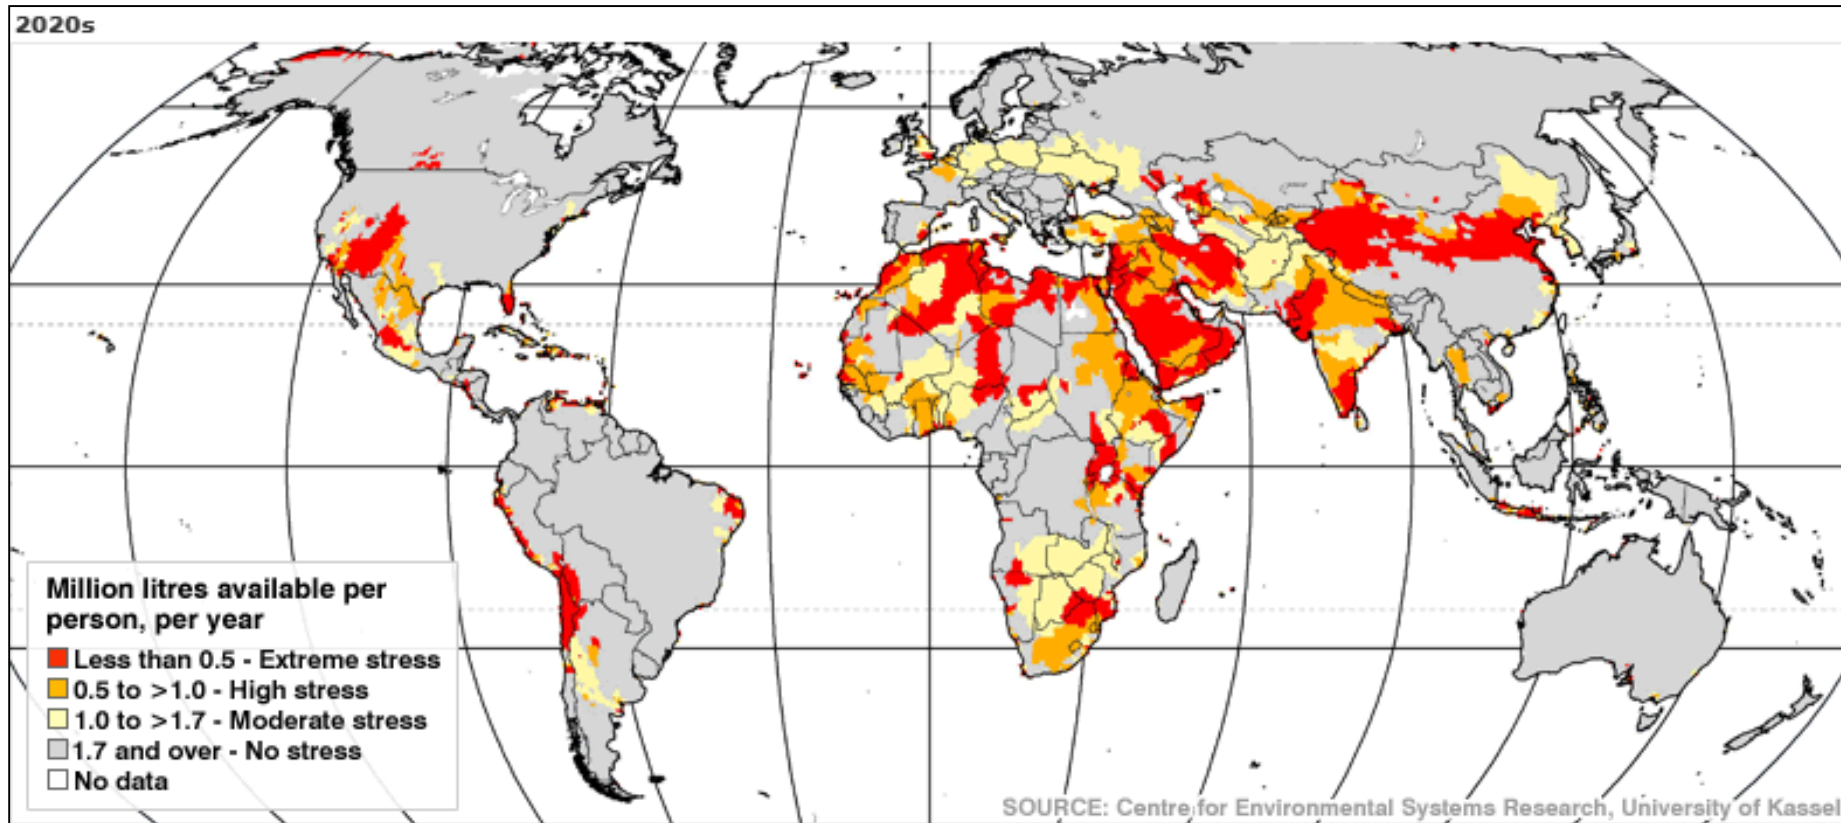 2020s
Million litres available per
person, per year
Less than 0.5 - Extreme stress
0.5 to >1.0 - High stress
1.0 to >1.7 - Moderate stress
1.7 and over - No stress
No data
SOURCE: Centre for Environmental Systems Research, University of Kassel